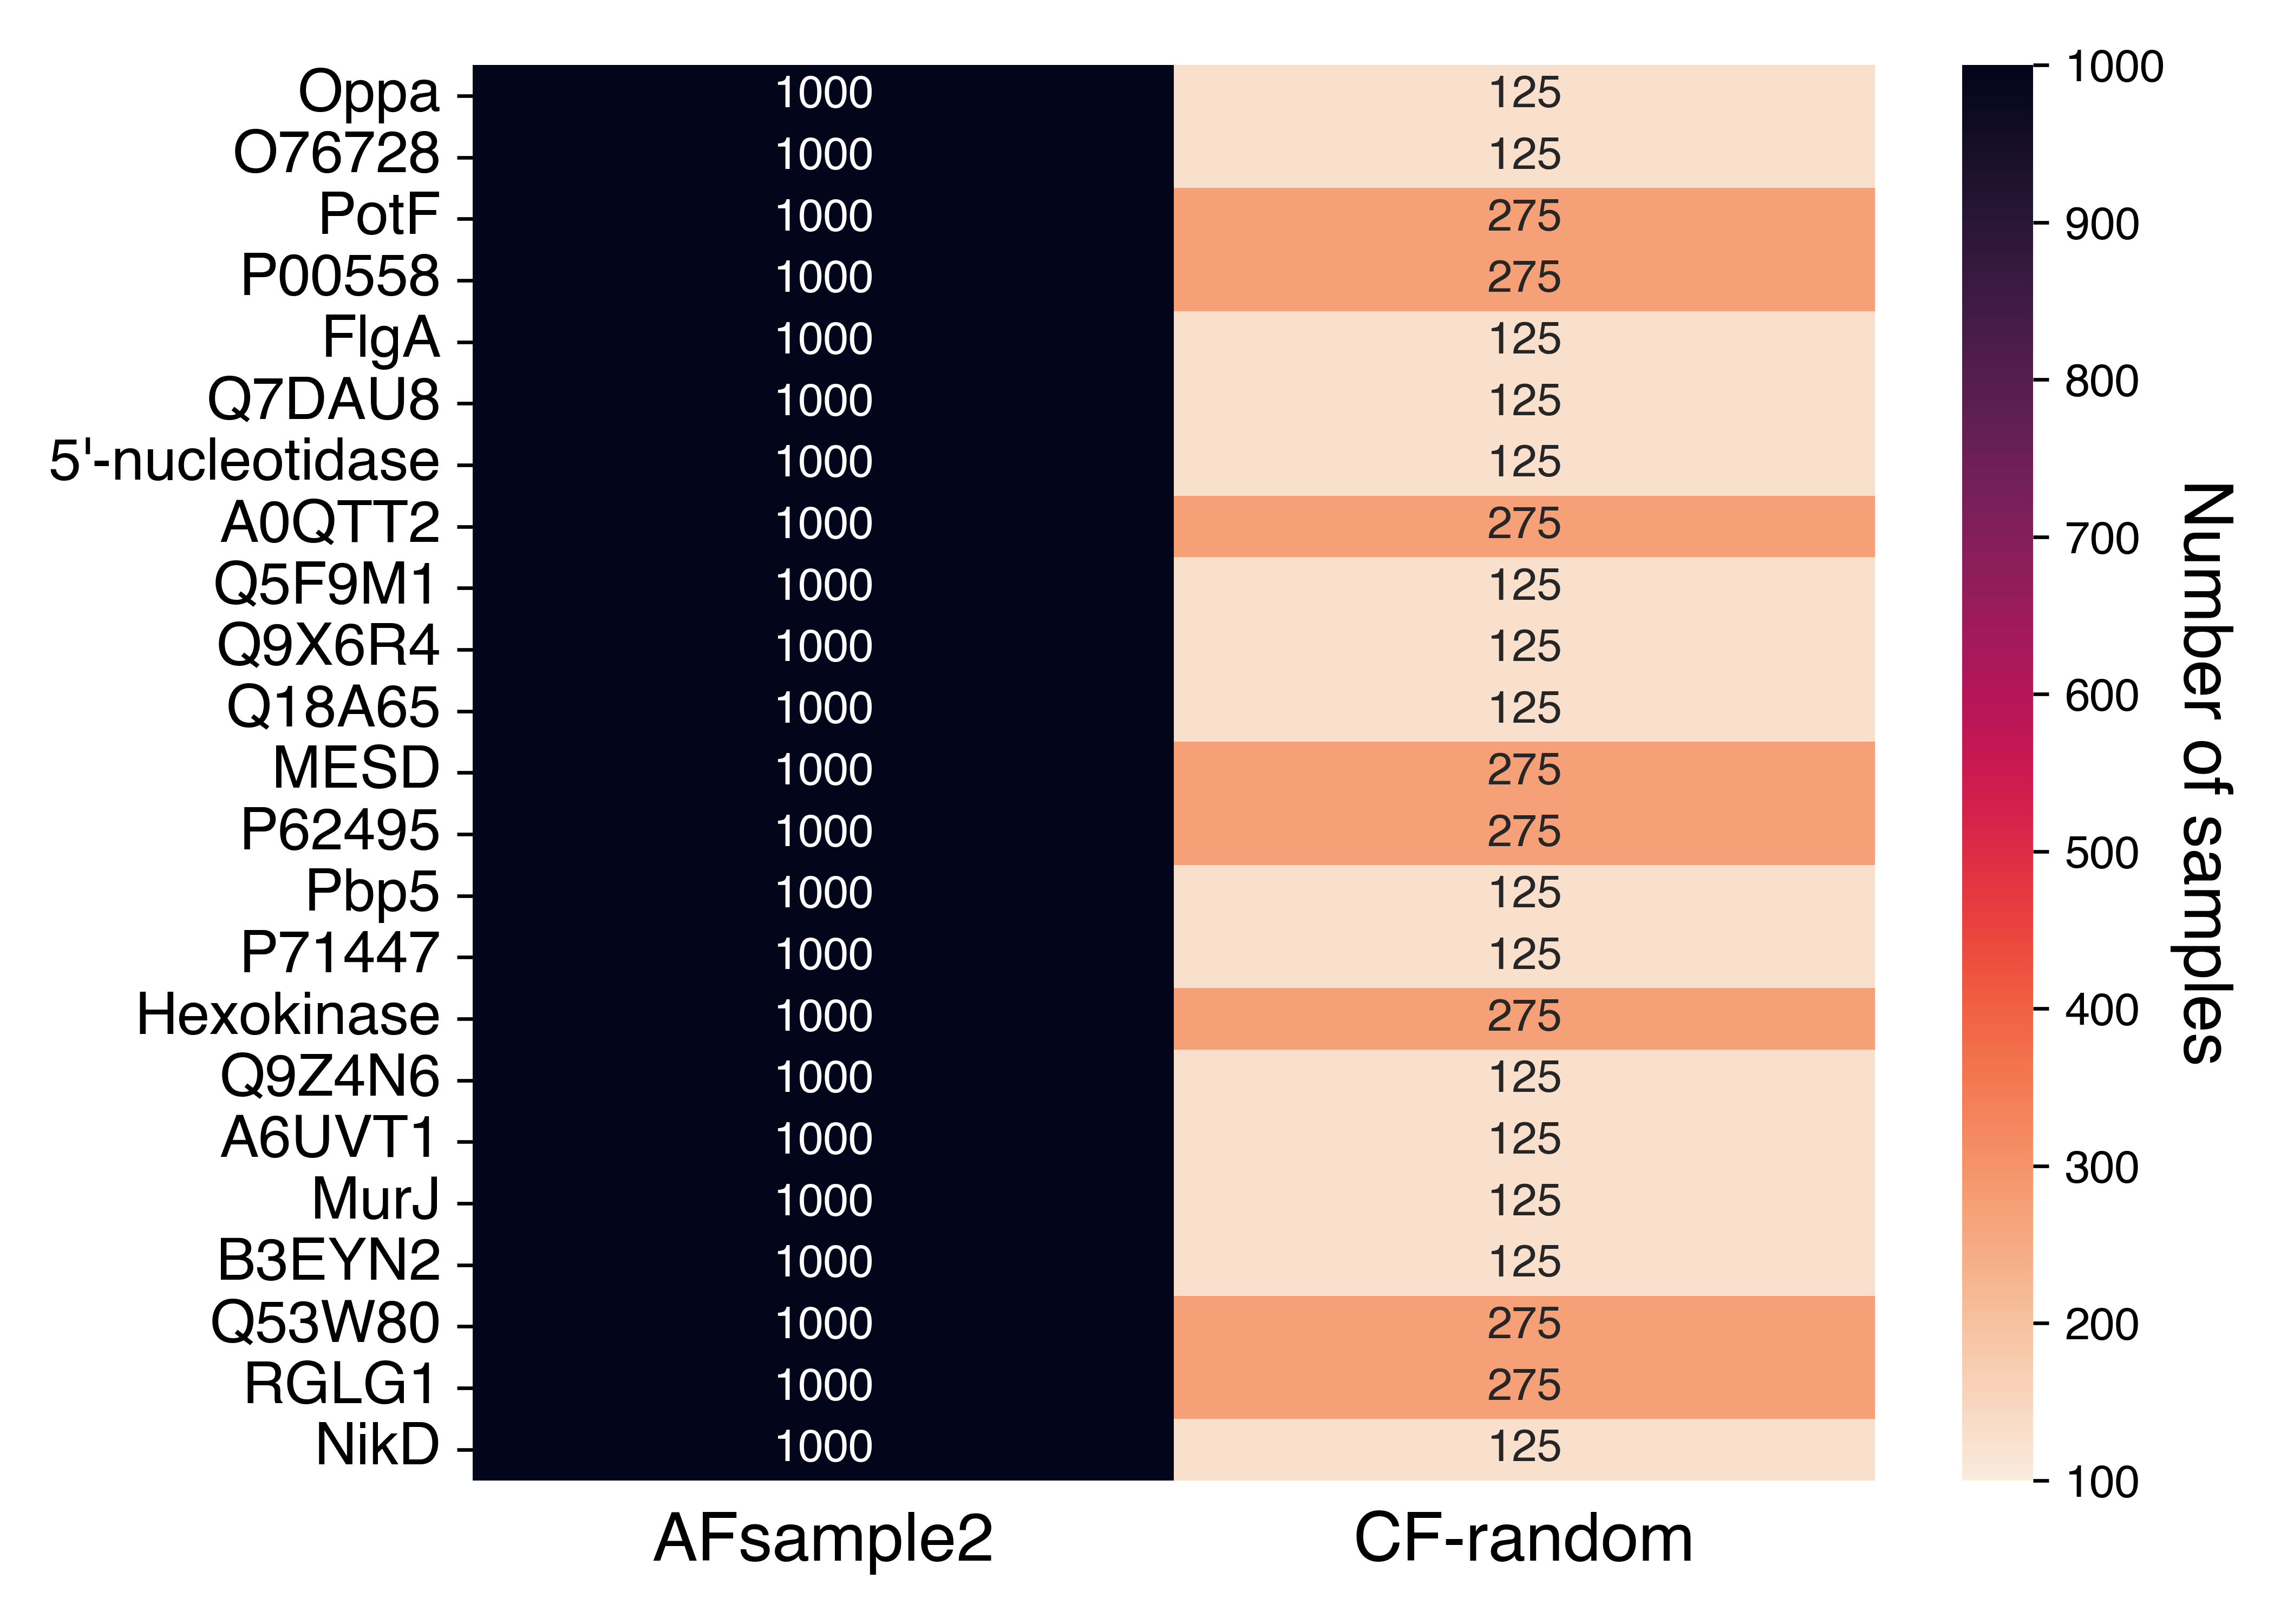 Oppa 1000 125
O76728 1000 125
PotF 1000 275
P00558 1000 275
FlgA 1000 125
Q7DAU8 1000 125
5'-nucleotidase 1000 125
A0QTT2 1000 275
Q5F9M1 1000 125
Q9X6R4 1000 125
Q18A65 1000 125
MESD 1000 275
P62495 1000 275
Pbp5 1000 125
P71447 1000 125
Hexokinase 1000 275
Q9Z4N6 1000 125
A6UVT1 1000 125
MurJ 1000 125
B3EYN2 1000 125
Q53W80 1000 275
RGLG1 1000 275
NikD 1000 125
AFsample2 CF-random
1000
900
800
700
600
500
400
300
200
100
Number of samples